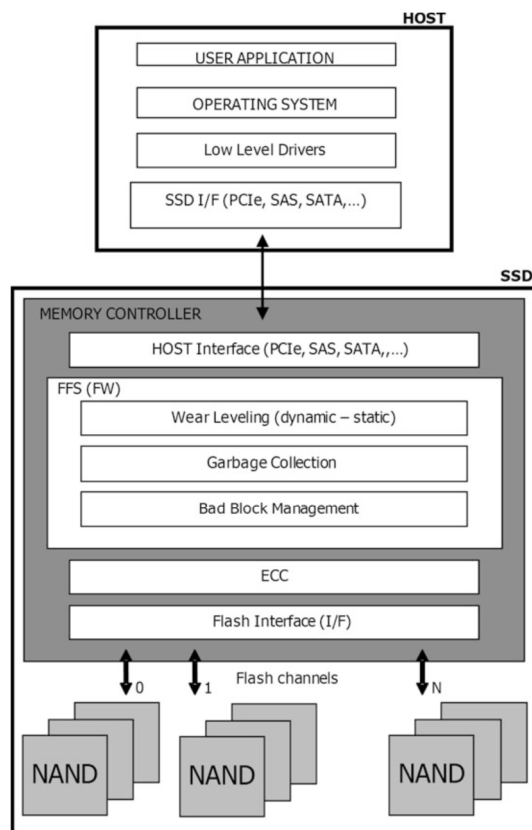 HOST
USER APPLICATION
OPERATING SYSTEM
Low Level Drivers
SSD I/F (PCIe, SAS, SATA,...)
SSD
MEMORY CONTROLLER
HOST Interface (PCIe, SAS, SATA,,...)
FFS (FW)
Wear Leveling (dynamic – static)
Garbage Collection
Bad Block Management
ECC
Flash Interface (I/F)
0
1
Flash channels
N
NAND
NAND
NAND